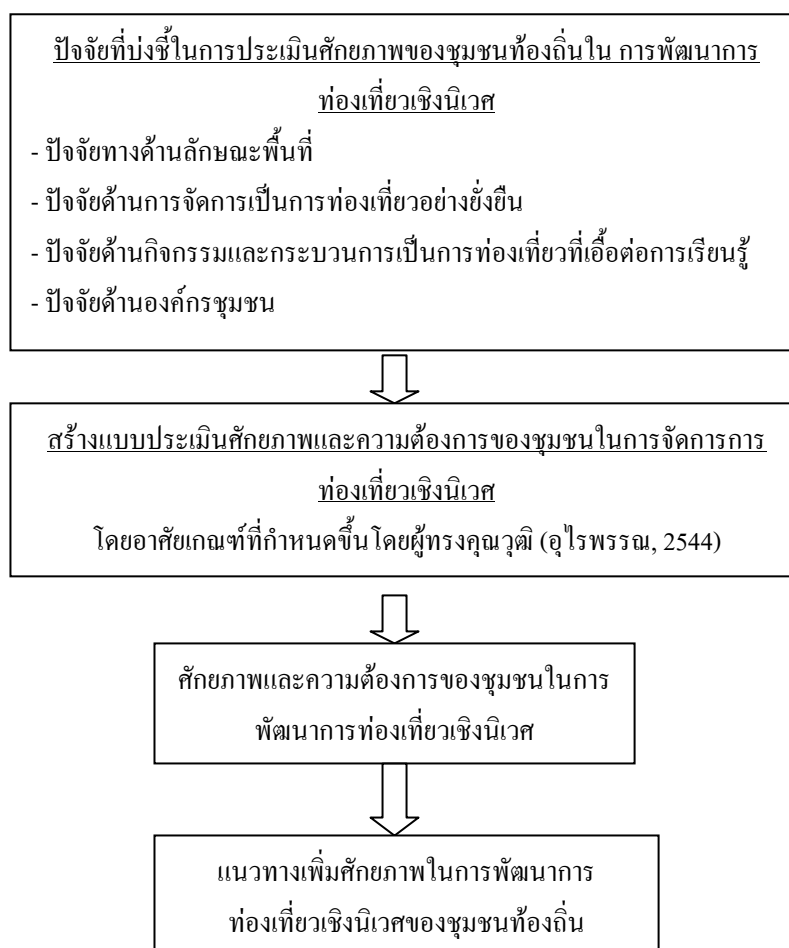 ปัจจัยที่บ่งชี้ในการประเมินศักยภาพของชุมชนท้องถิ่นใน การพัฒนาการ
ท่องเที่ยวเชิงนิเวศ
- ปัจจัยทางด้านลักษณะพื้นที่
- ปัจจัยด้านการจัดการเป็นการท่องเที่ยวอย่างยั่งยืน
- ปัจจัยด้านกิจกรรมและกระบวนการเป็นการท่องเที่ยวที่เอื้อต่อการเรียนรู้
- ปัจจัยด้านองค์กรชุมชน
สร้างแบบประเมินศักยภาพและความต้องการของชุมชนในการจัดการการ
ท่องเที่ยวเชิงนิเวศ
โดยอาศัยเกณฑ์ที่กำหนดขึ้นโดยผู้ทรงคุณวุฒิ (อุไรพรรณ, 2544)
ศักยภาพและความต้องการของชุมชนในการ
พัฒนาการท่องเที่ยวเชิงนิเวศ
แนวทางเพิ่มศักยภาพในการพัฒนาการ
ท่องเที่ยวเชิงนิเวศของชุมชนท้องถิ่น